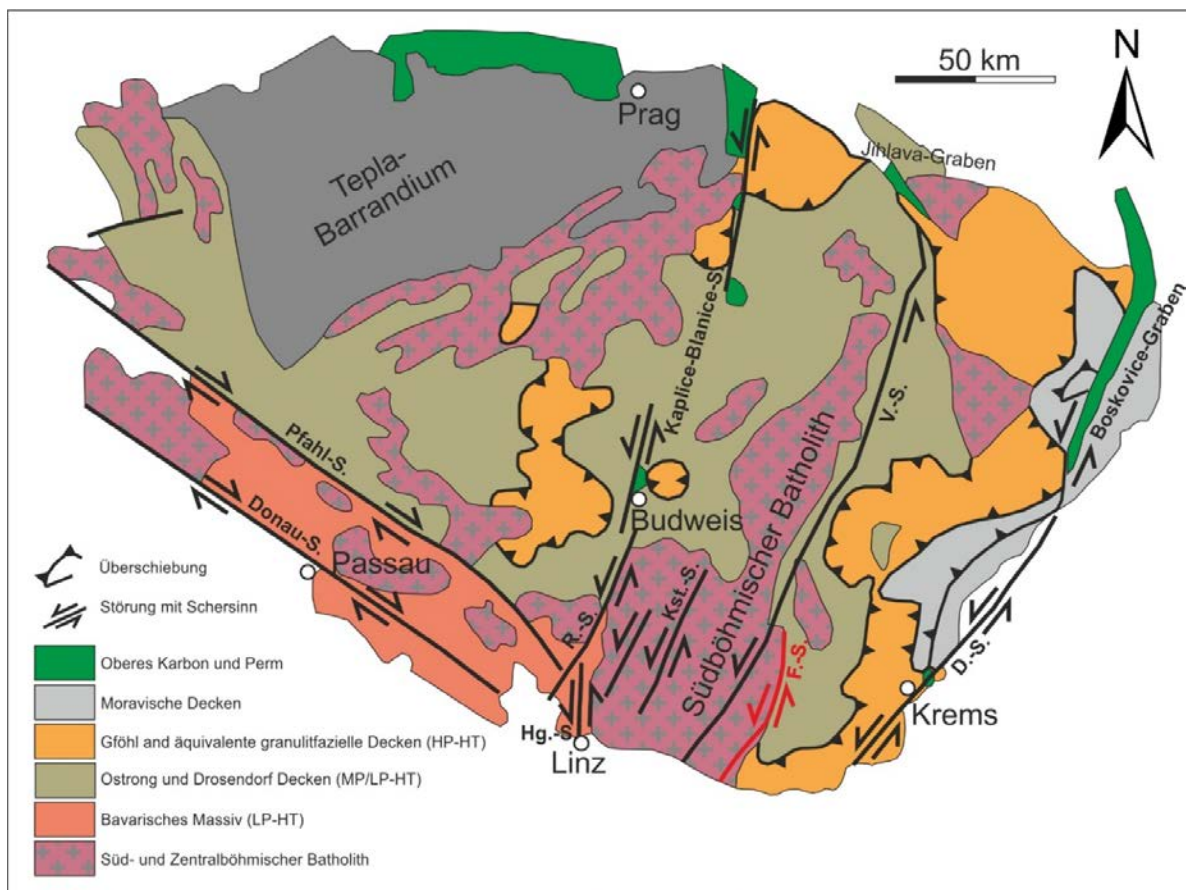 50 km
N
Prag
Jihlava-Graben
Tepla-
Barrandium
Kaplice-Blanice-S.
Boskovice-Graben
V.-S.
Pfahl-S.
Südböhmischer Batholith
Budweis
Donau-S.
Passau
Kst.-S.
R.-S.
F.-S.
D.-S.
Krems
Hg.-S.
Linz
Überschiebung
Störung mit Schersinn
Oberes Karbon und Perm
Moravische Decken
Gföhl and äquivalente granulitfazielle Decken (HP-HT)
Ostrong und Drosendorf Decken (MP/LP-HT)
Bavarisches Massiv (LP-HT)
Süd- und Zentralböhmischer Batholith